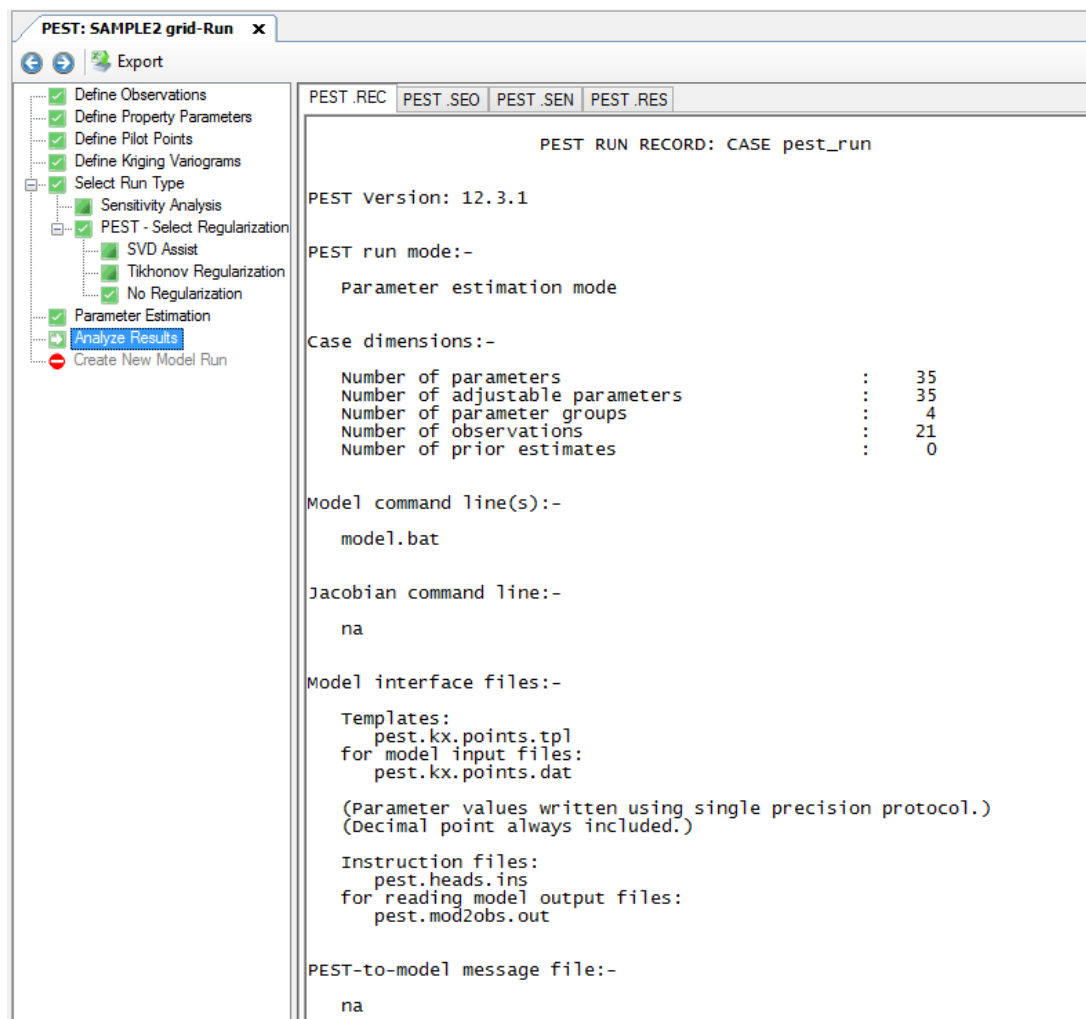 PEST: SAMPLE2 grid-Run x
Export
Define Observations
Define Property Parameters
Define Pilot Points
Define Kriging Variograms
Select Run Type
Sensitivity Analysis
PEST - Select Regularization
SVD Assist
Tikhonov Regularization
No Regularization
Parameter Estimation
Analyze Results
Create New Model Run
PEST .REC PEST .SEO PEST .SEN PEST .RES
PEST RUN RECORD: CASE pest_run
PEST Version: 12.3.1
PEST run mode:-
Parameter estimation mode
Case dimensions:-
Number of parameters : 35
Number of adjustable parameters : 35
Number of parameter groups : 4
Number of observations : 21
Number of prior estimates : 0
Model command line(s):-
model.bat
Jacobian command line:-
na
Model interface files:-
Templates:
pest.kx.points.tpl
for model input files:
pest.kx.points.dat
(Parameter values written using single precision protocol.)
(Decimal point always included.)
Instruction files:
pest.heads.ins
for reading model output files:
pest.mod2obs.out
PEST-to-model message file:-
na